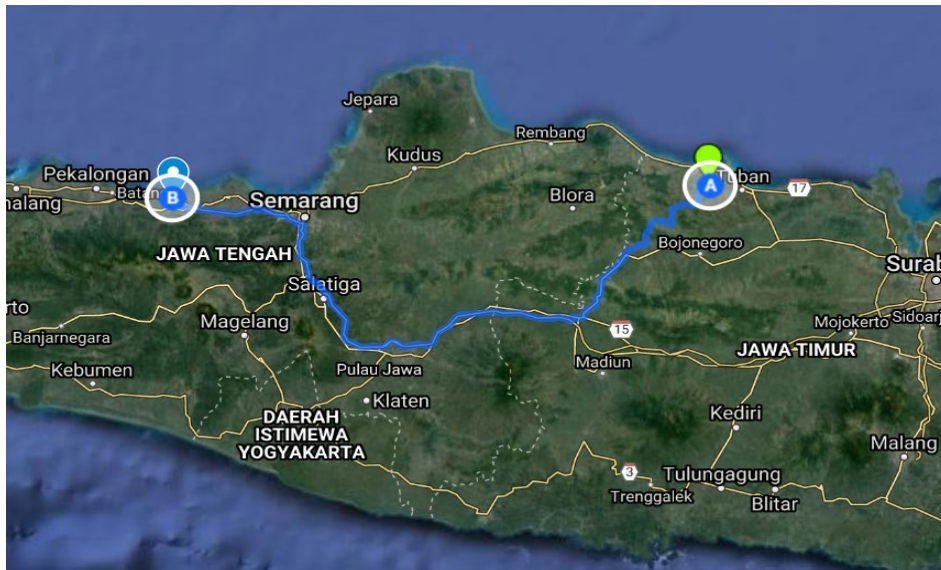 Jepara
Rembang
Kudus
Pekalongan
Batan
A
Tuban
17
malang
B
Blora
Semarang
Bojonegoro
JAWA TENGAH
Surab
Salatiga
rto
Magelang
15
Mojokerto
Sidoarj
Banjarnegara
JAWA TIMUR
Madiun
Kebumen
Pulau Jawa
Klaten
Kediri
DAERAH
ISTIMEWA
YOGYAKARTA
Malang
3
Tulungagung
Trenggalek
Blitar